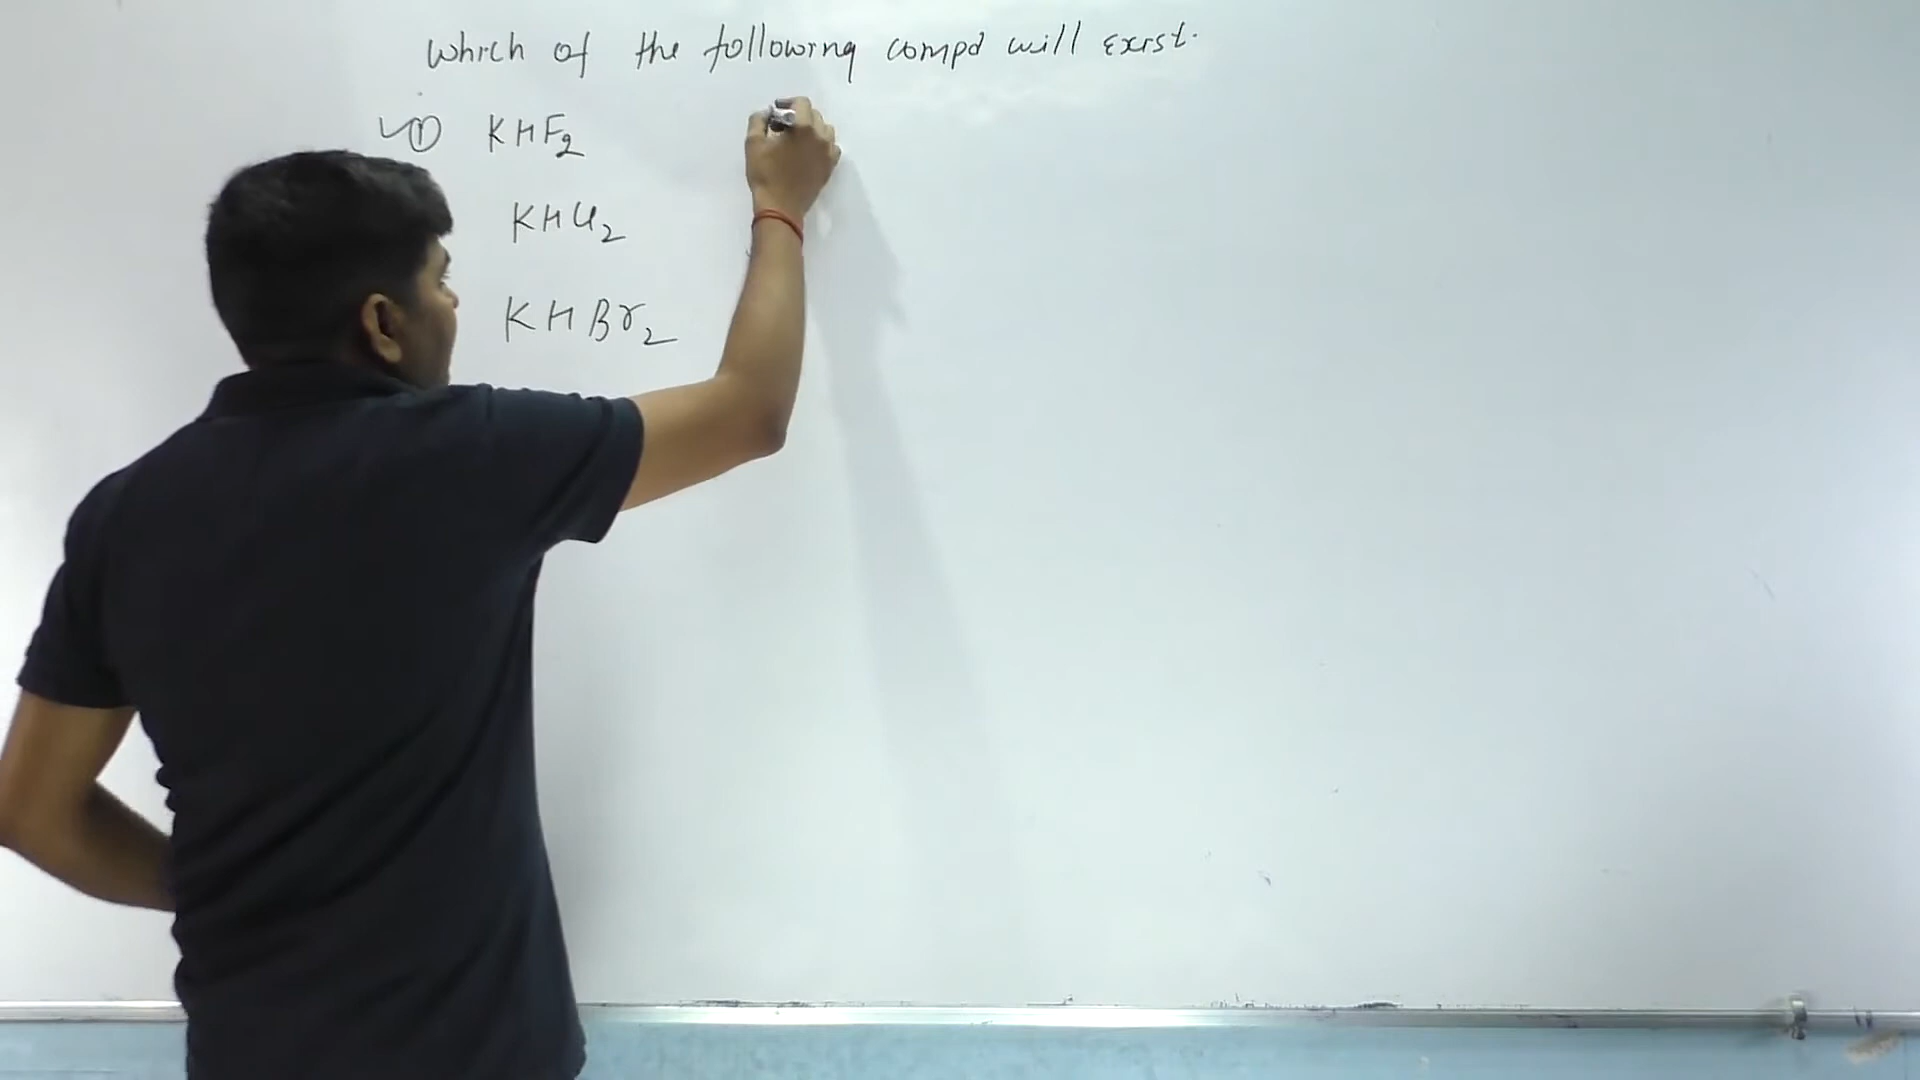 Which of the following compd will exist.
✓① KHF2
KHCl2
KHBr2